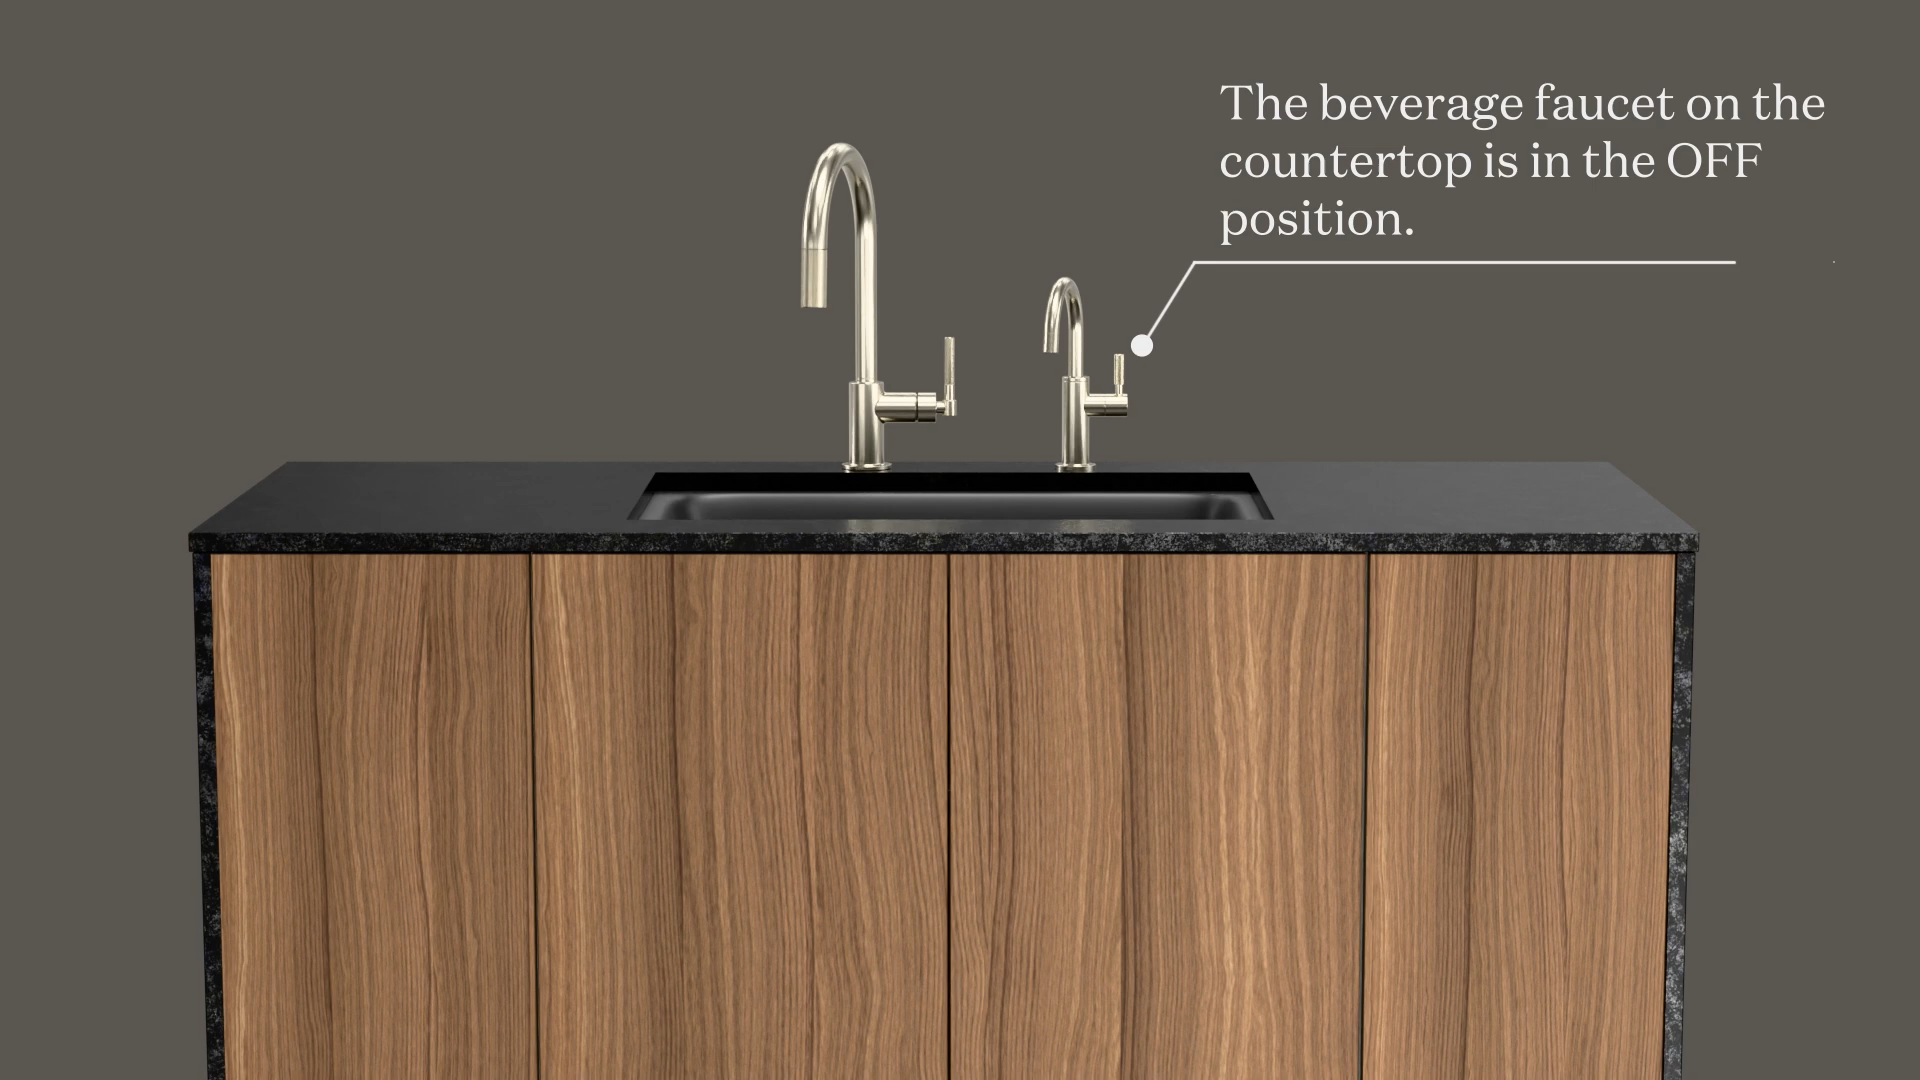 The beverage faucet on the
countertop is in the OFF
position.